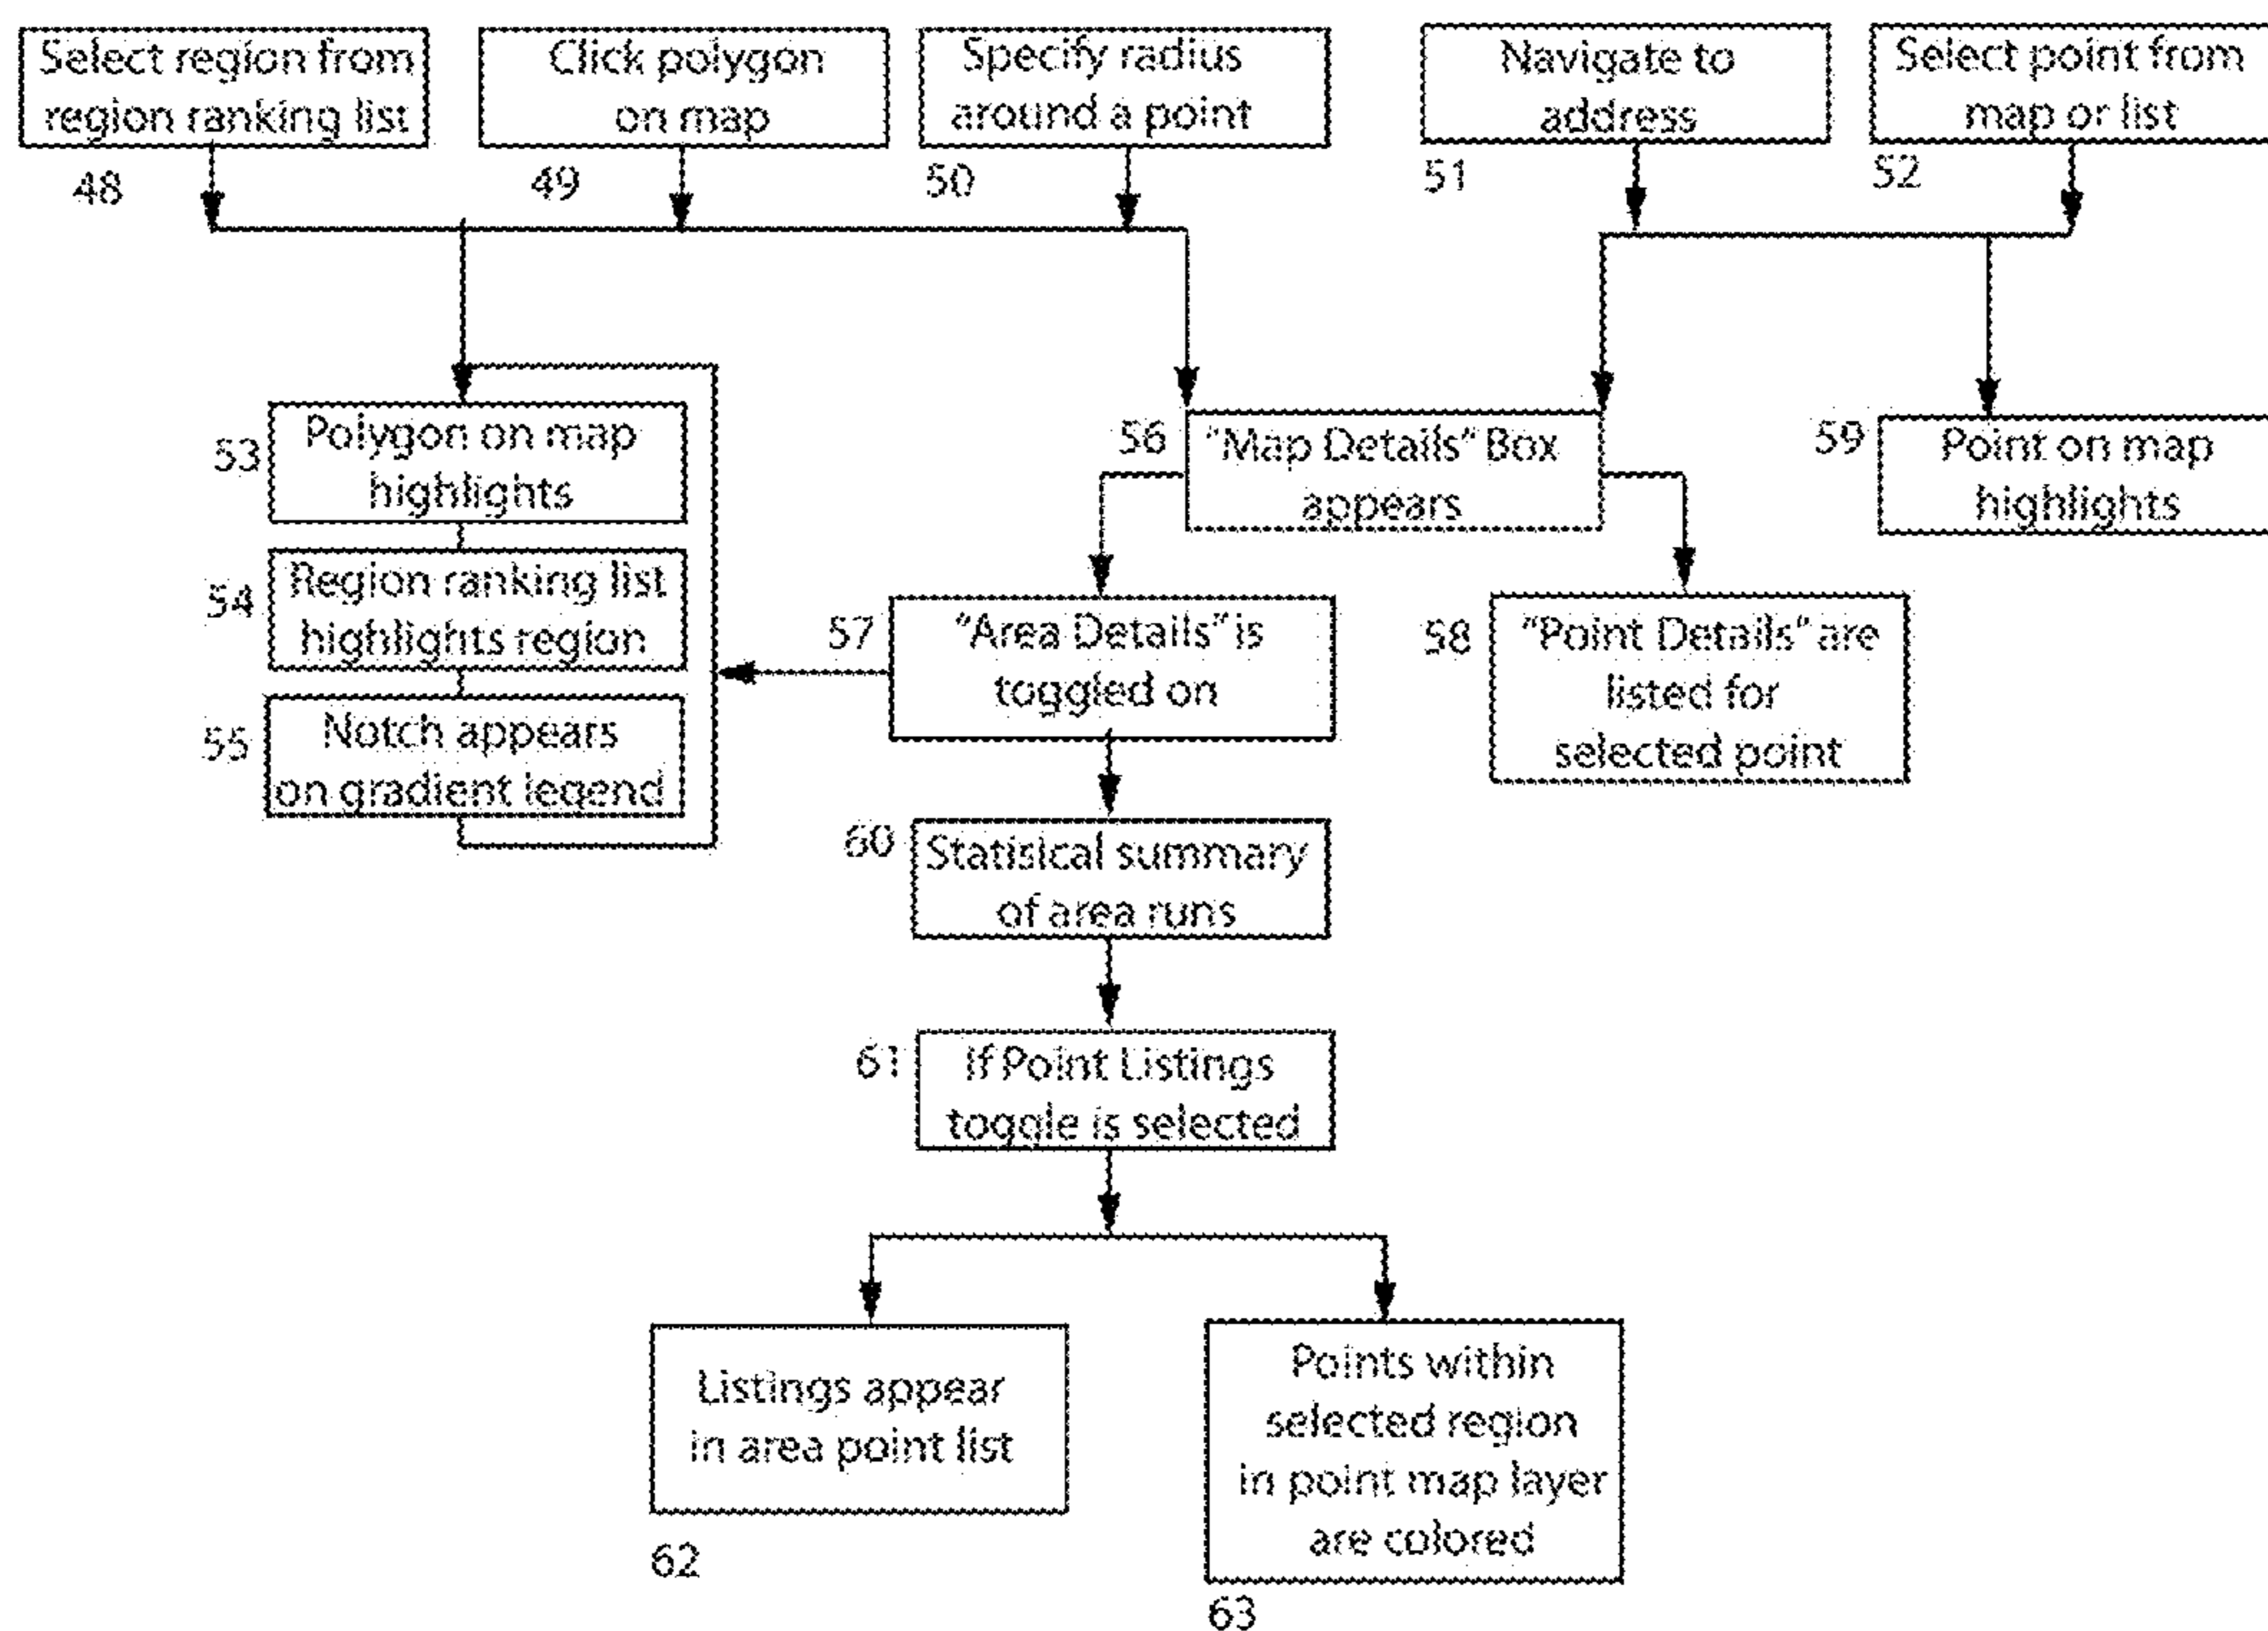 Select region from
region ranking list
48
Click polygon
on map
49
Specify radius
around a point
50
Navigate to
address
51
Select point from
map or list
52
53
Polygon on map
highlights
54
Region ranking list
highlights region
55
Notch appears
on gradient legend
56
"Map Details" Box
appears
59
Point on map
highlights
57
"Area Details" is
toggled on
58
"Point Details" are
listed for
selected point
60
Statisical summary
of area runs
61
If Point Listings
toggle is selected
Listings appear
in area point list
62
Points within
selected region
in point map layer
are colored
63